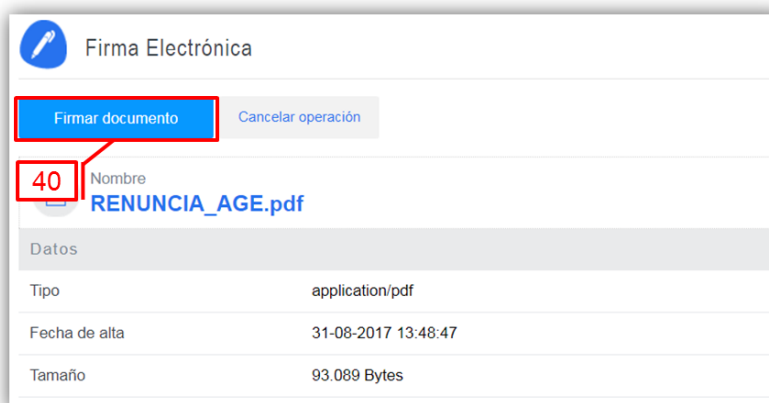 Firma Electrónica
Firmar documento
Cancelar operación
40
Nombre
RENUNCIA_AGE.pdf
Datos
Tipo application/pdf
Fecha de alta 31-08-2017 13:48:47
Tamaño 93.089 Bytes